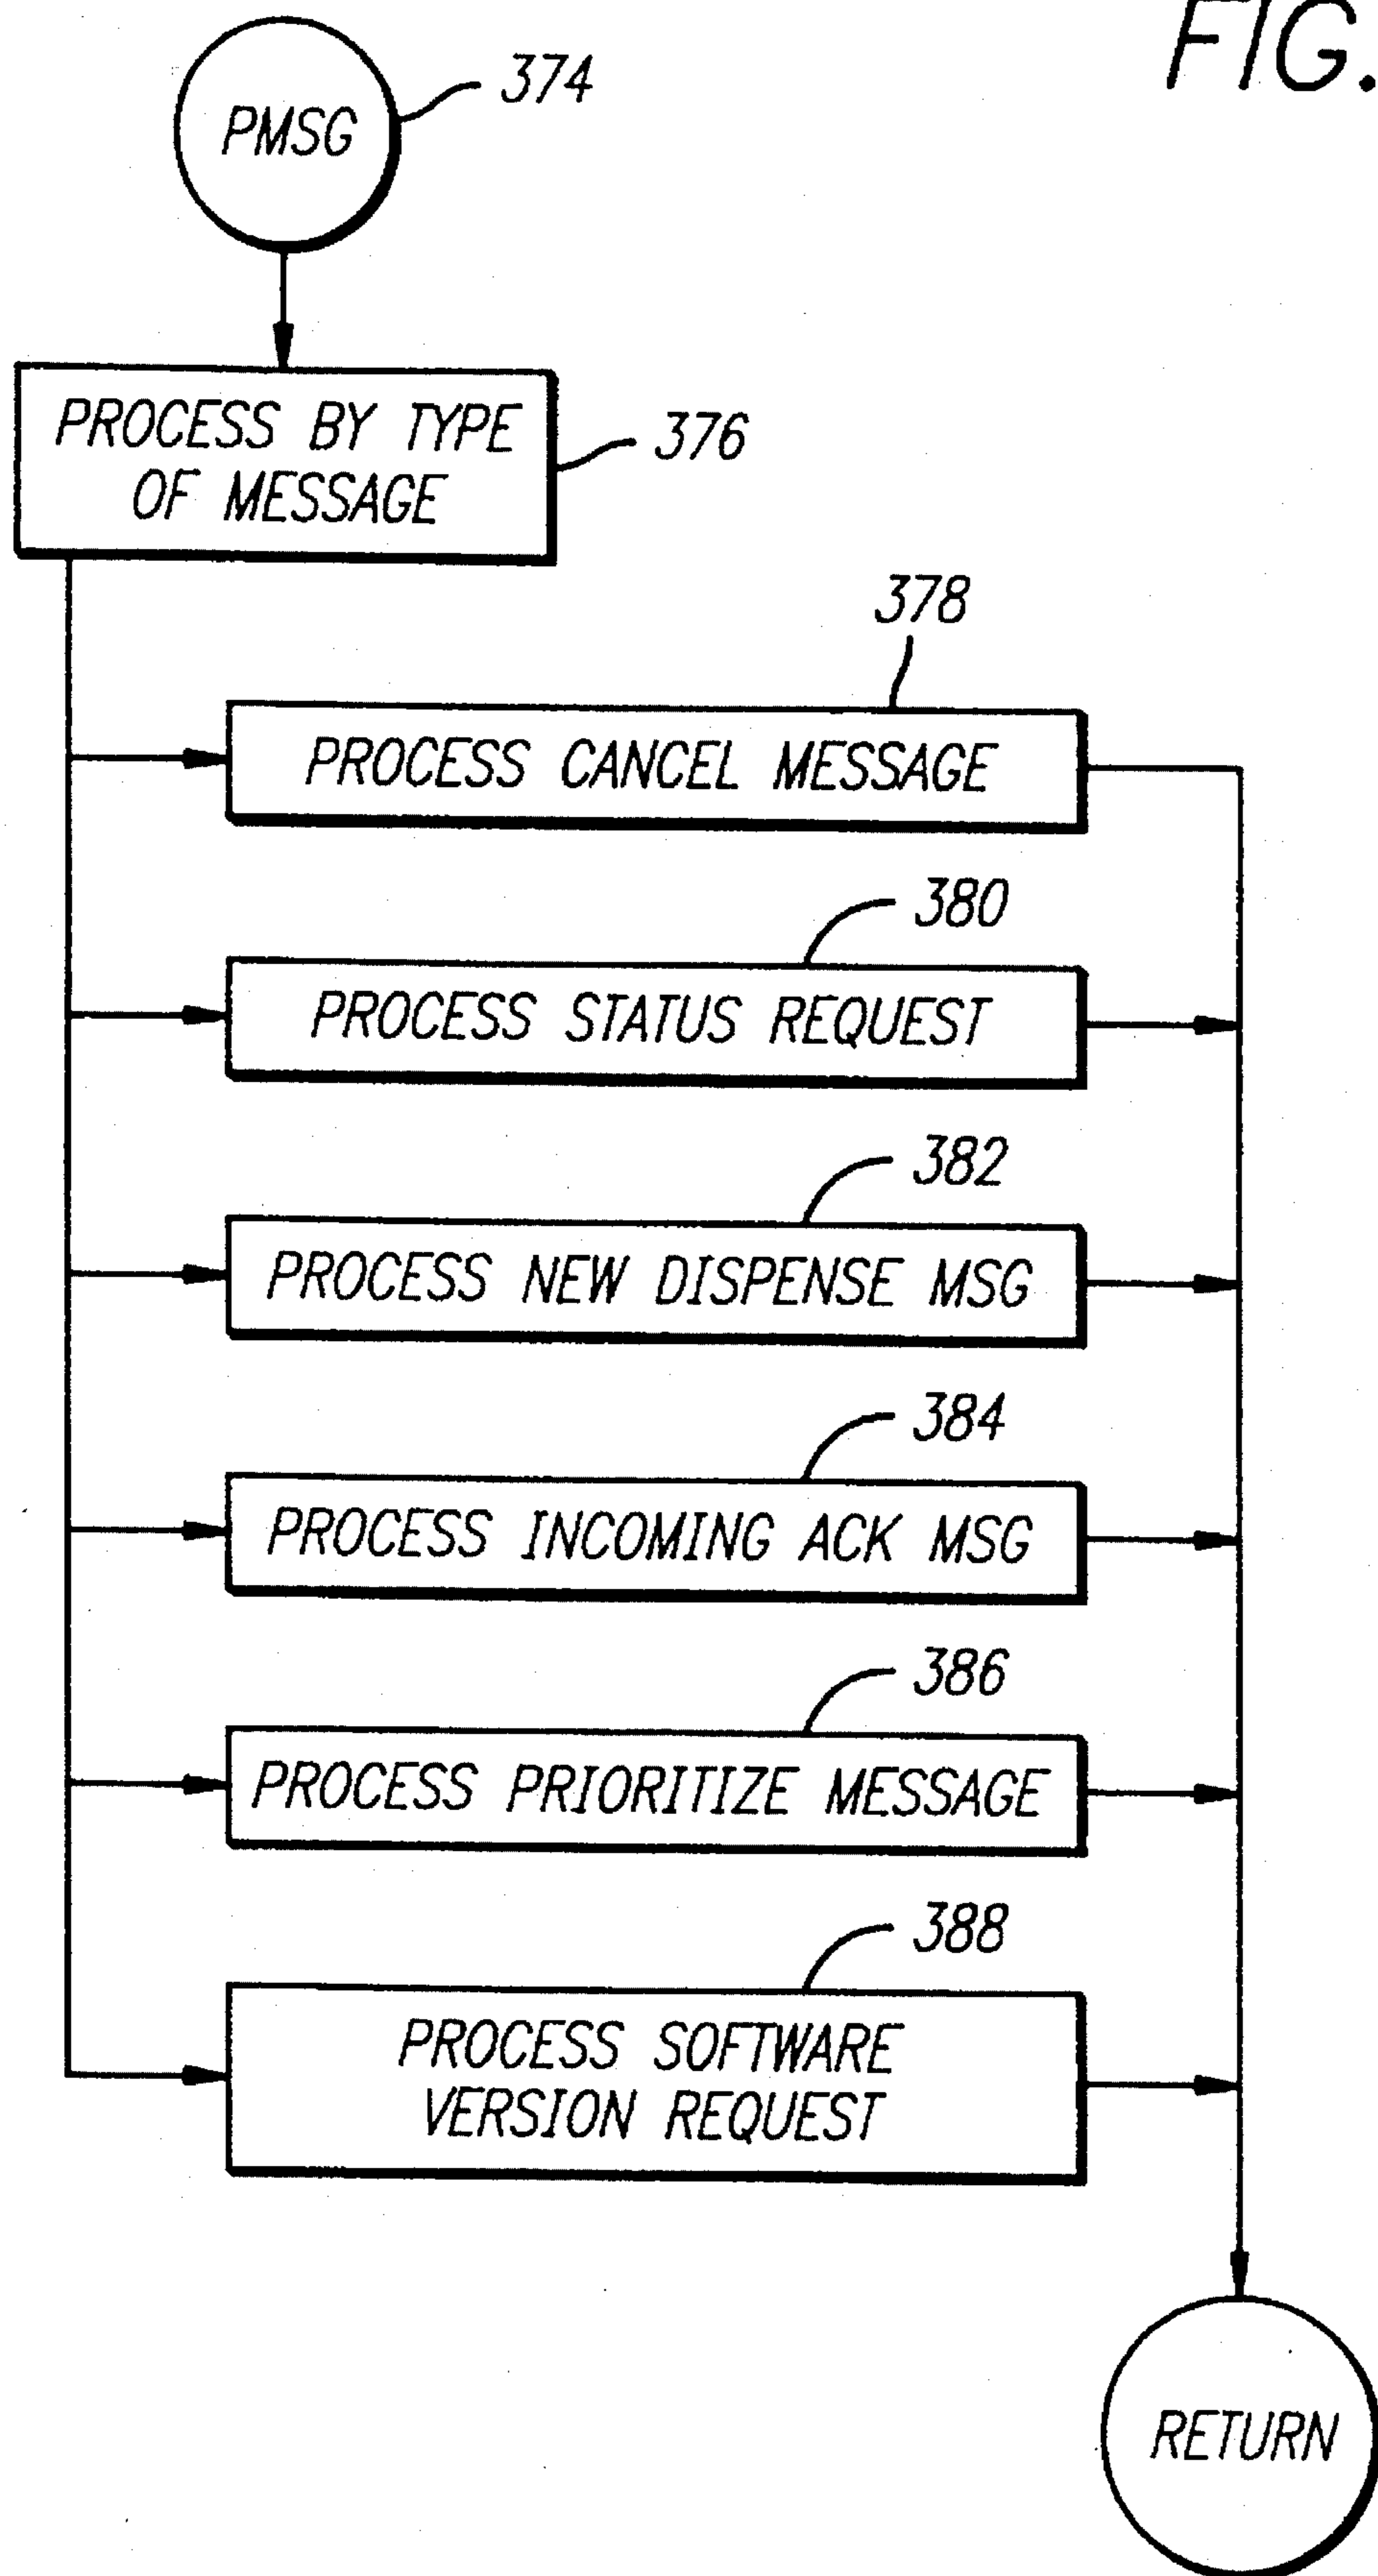 FIG.
PMSG
374
PROCESS BY TYPE
OF MESSAGE
376
378
PROCESS CANCEL MESSAGE
380
PROCESS STATUS REQUEST
382
PROCESS NEW DISPENSE MSG
384
PROCESS INCOMING ACK MSG
386
PROCESS PRIORITIZE MESSAGE
388
PROCESS SOFTWARE
VERSION REQUEST
RETURN